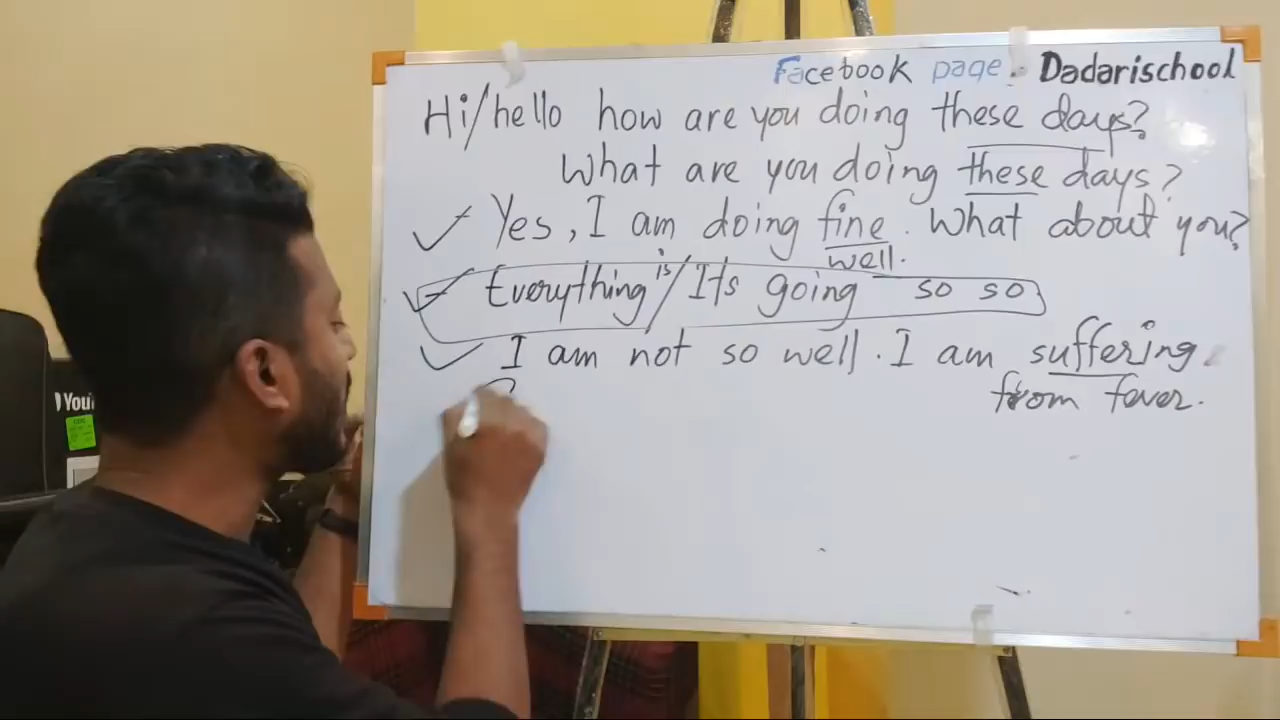 Facebook page: Dadarischool
Hi/hello how are you doing these days?
What are you doing these days?
Yes, I am doing fine. What about you?
well.
Everything is/Its going so so
I am not so well. I am suffering
from fever.
You